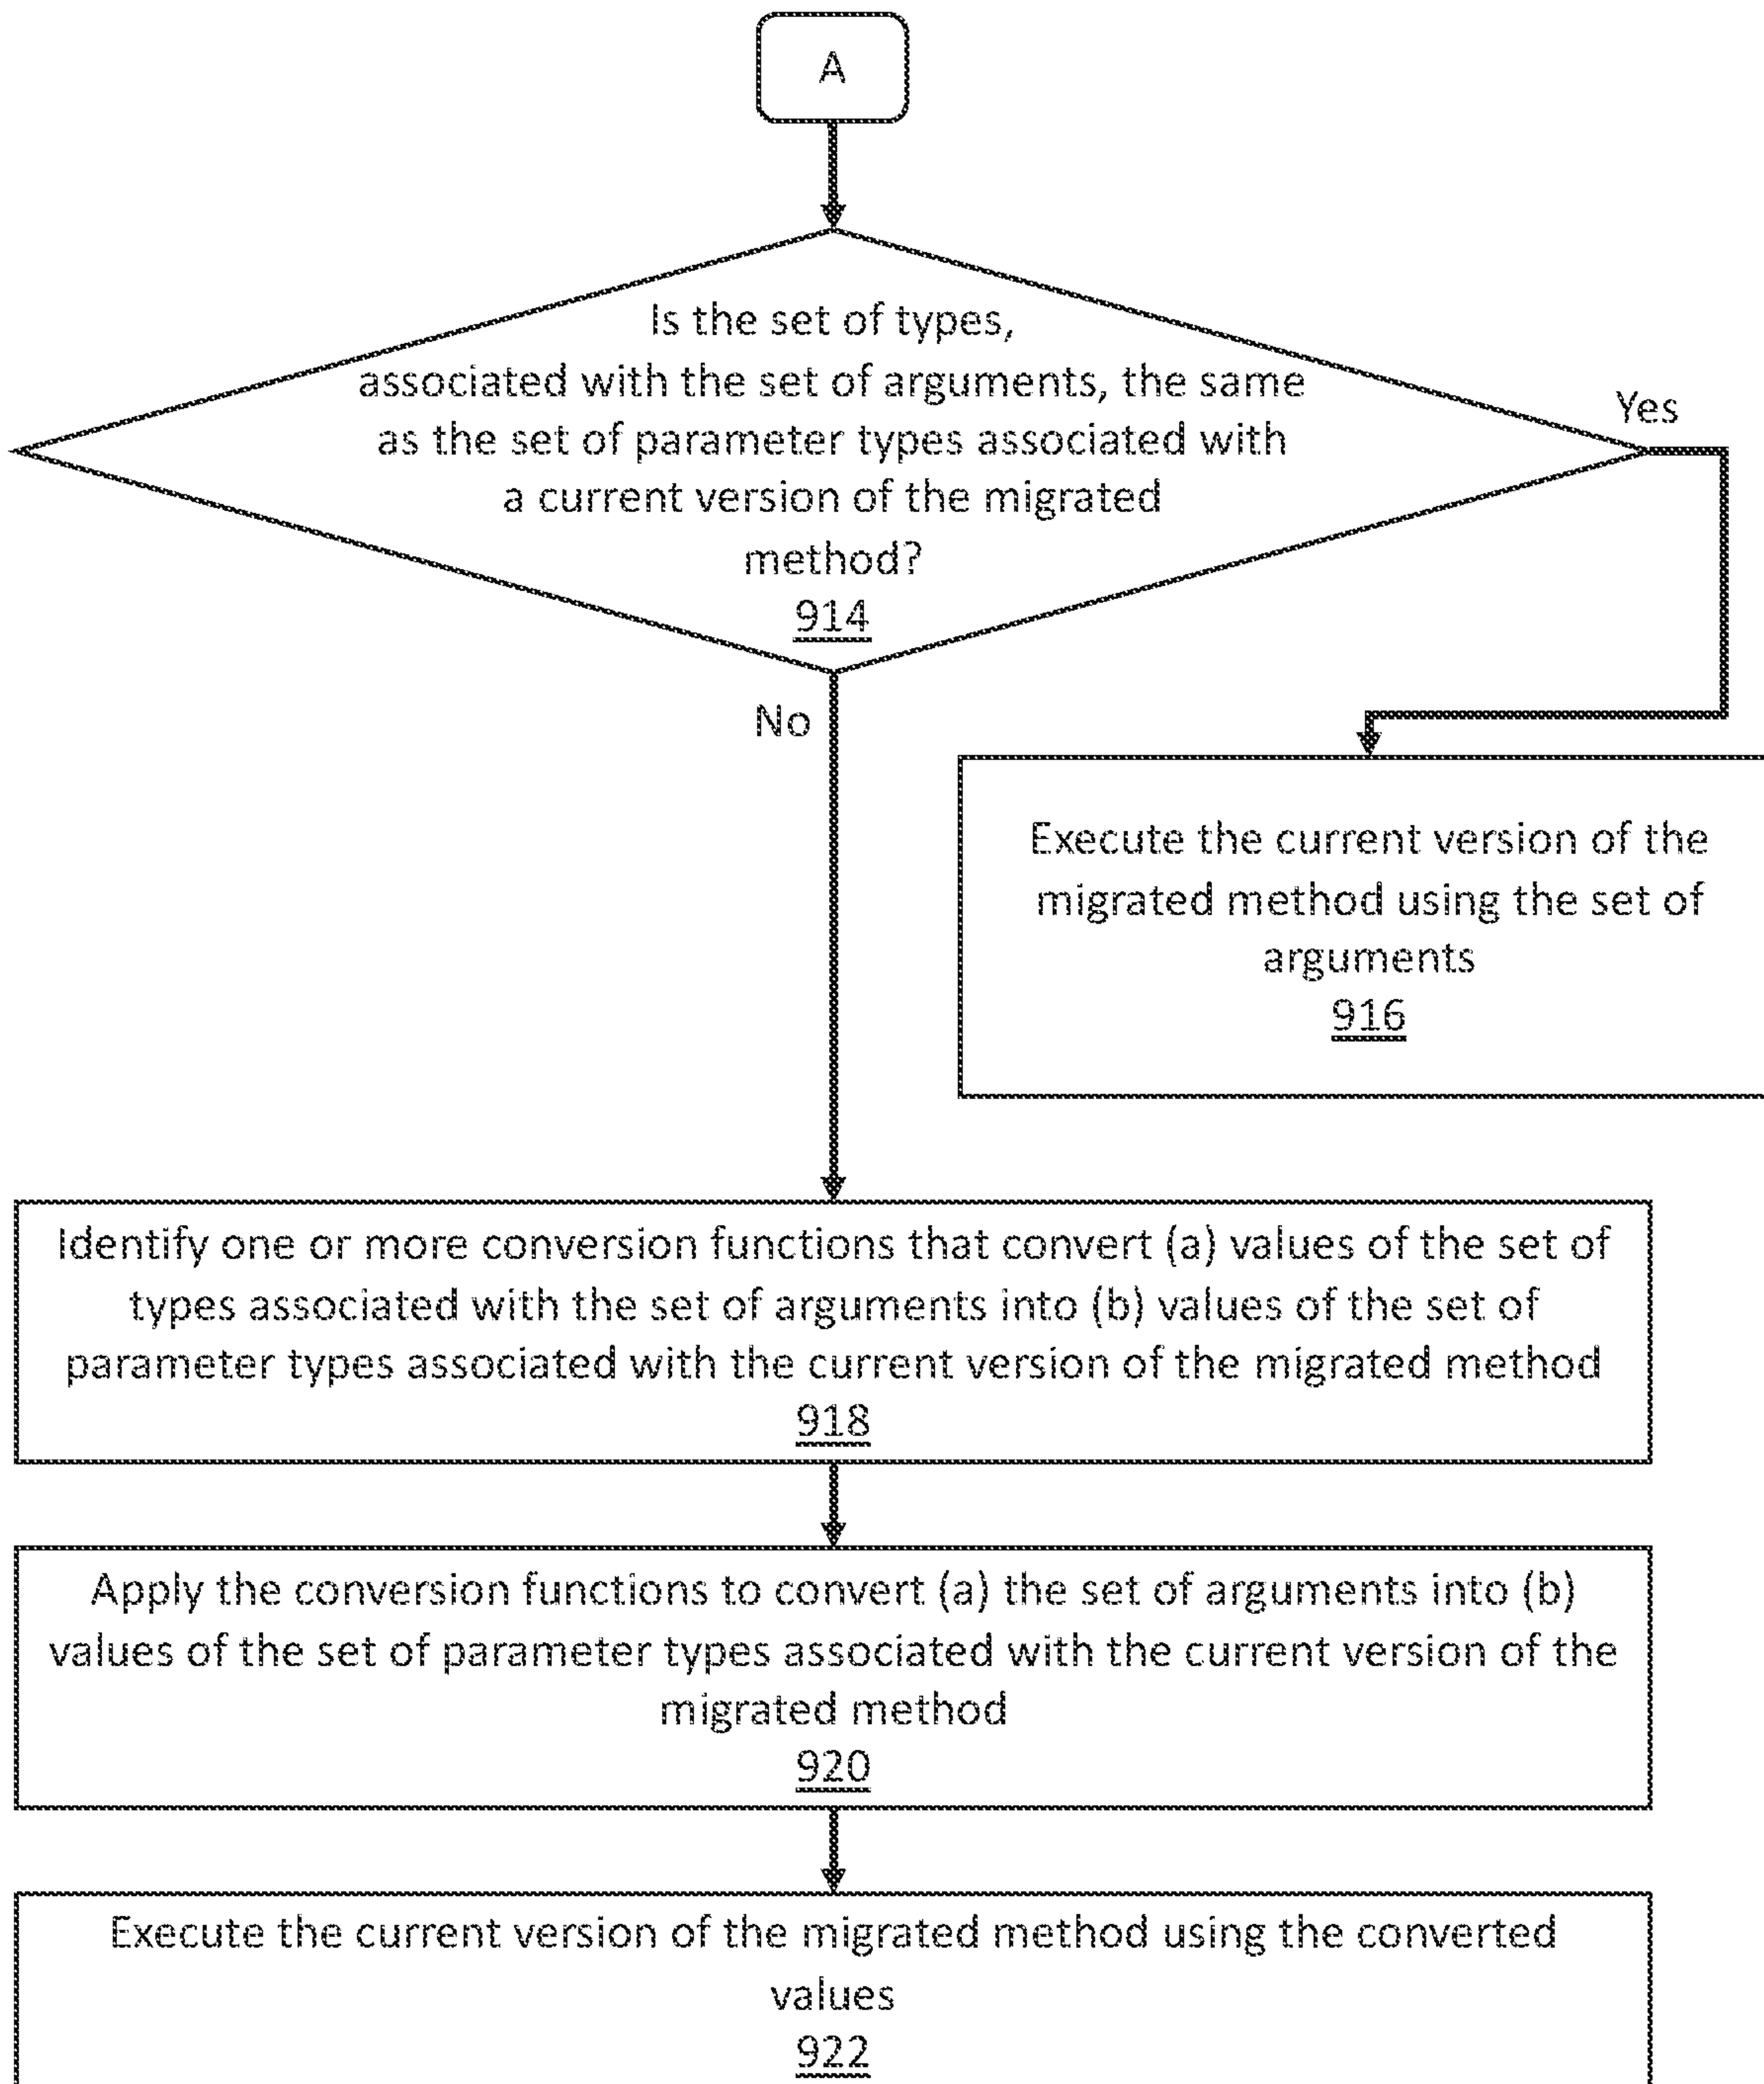 A
Is the set of types,
associated with the set of arguments, the same
as the set of parameter types associated with
a current version of the migrated
method?
914
Yes
No
Execute the current version of the
migrated method using the set of
arguments
916
Identify one or more conversion functions that convert (a) values of the set of
types associated with the set of arguments into (b) values of the set of
parameter types associated with the current version of the migrated method
918
Apply the conversion functions to convert (a) the set of arguments into (b)
values of the set of parameter types associated with the current version of the
migrated method
920
Execute the current version of the migrated method using the converted
values
922